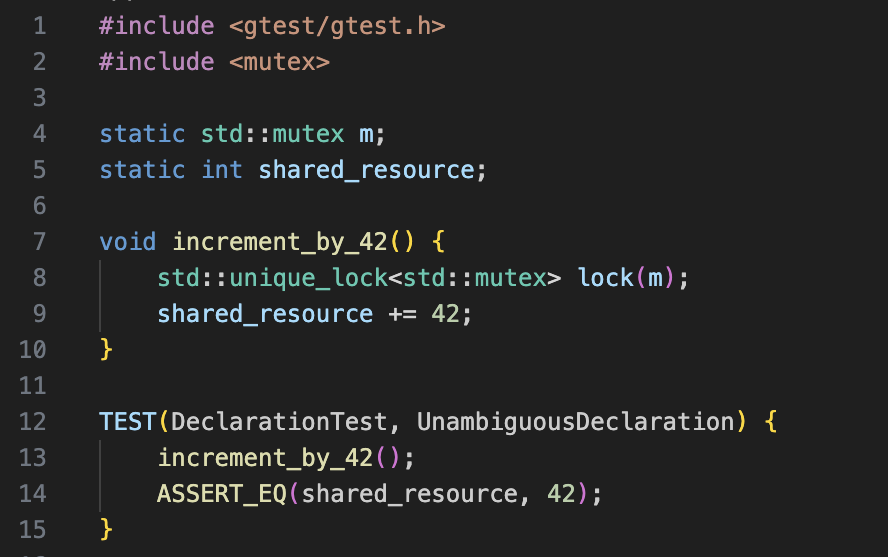 1 #include <gtest/gtest.h>
2 #include <mutex>
3
4 static std::mutex m;
5 static int shared_resource;
6
7 void increment_by_42() {
8     std::unique_lock<std::mutex> lock(m);
9     shared_resource += 42;
10 }
11
12 TEST(DeclarationTest, UnambiguousDeclaration) {
13     increment_by_42();
14     ASSERT_EQ(shared_resource, 42);
15 }